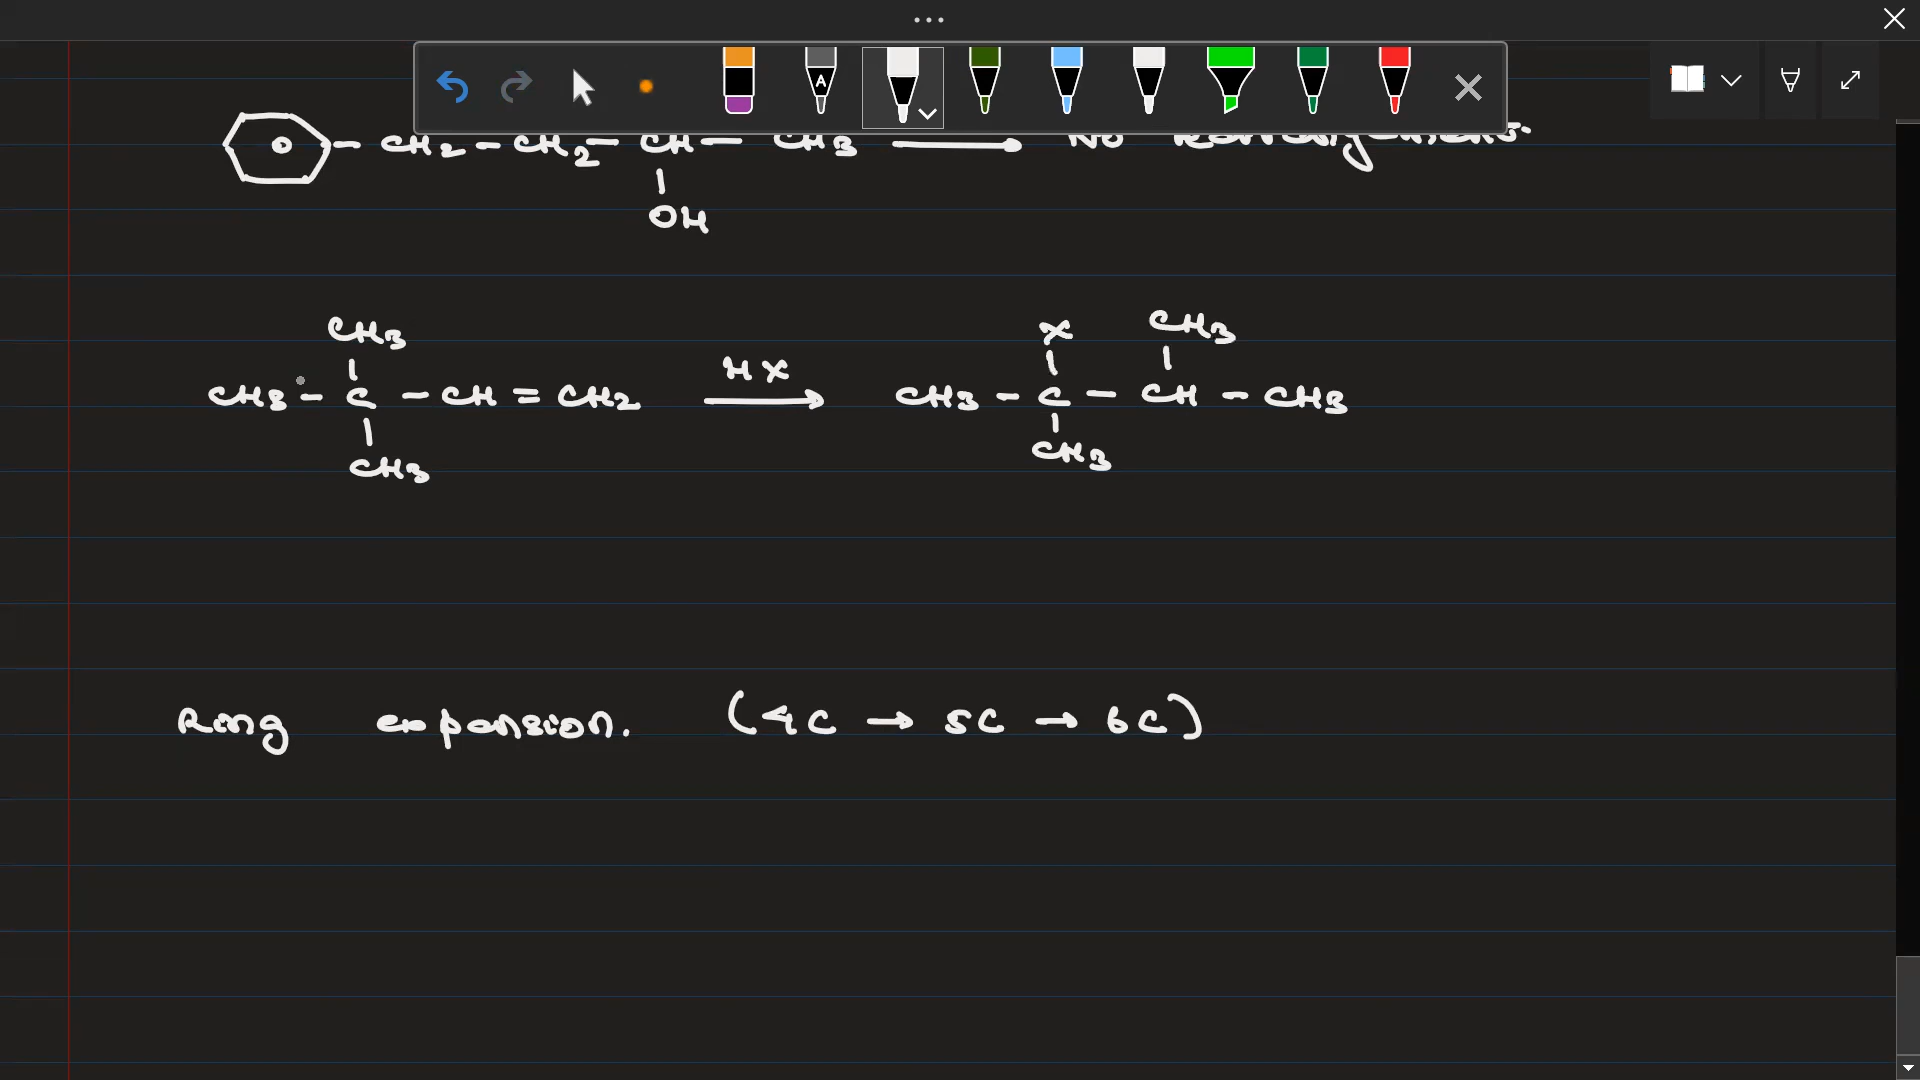 CH2 - CH2 - CH - CH3 → No Rearrangement.
OH
CH3 X CH3
CH3 - C - CH = CH2 HX → CH3 - C - CH - CH3
CH3 CH3
Ring expansion. (4C → 5C → 6C)